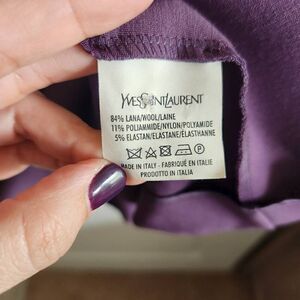 YVESSAINTLAURENT
84% LANA/WOOL/LAINE
11% POLIAMMIDE/NYLON/POLYAMIDE
5% ELASTAN/ELASTANE/ÉLASTHANNE
MADE IN ITALY - FABRIQUÉ EN ITALIE
PRODOTTO IN ITALIA